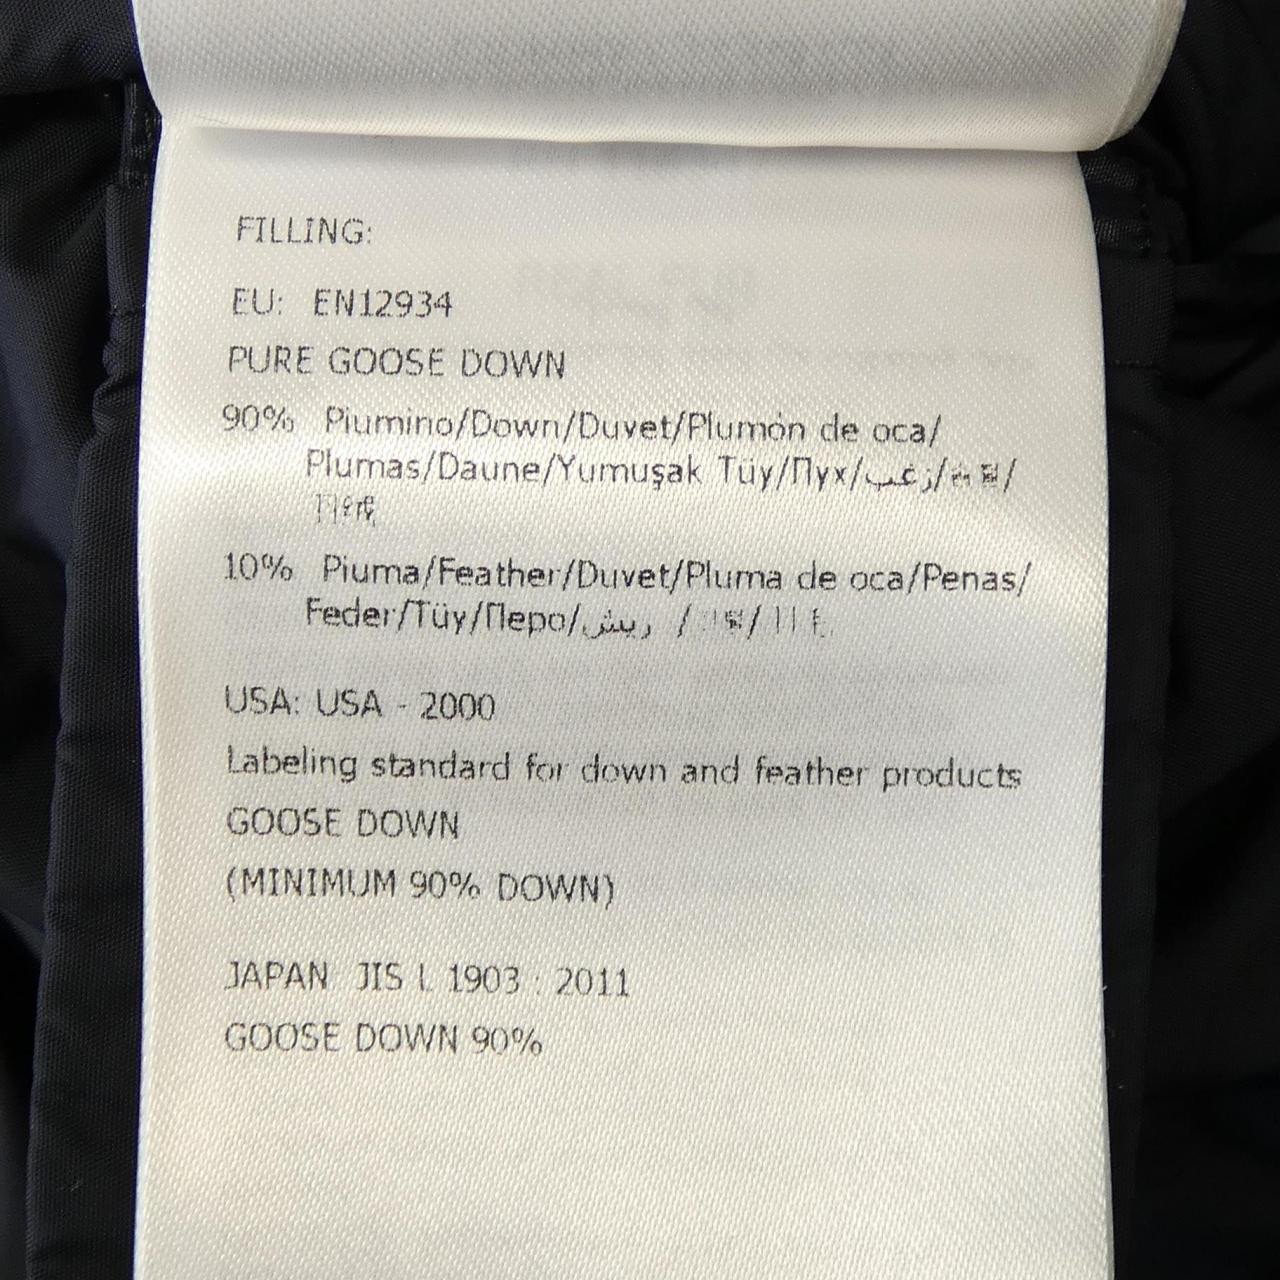 FILLING:
EU: EN12934
PURE GOOSE DOWN
90% Piumino/Down/Duvet/Plumón de oca/
Plumas/Daune/Yumuşak Tüy/Пух/زغب/
10% Piuma/Feather/Duvet/Pluma de oca/Penas/
Feder/Tüy/Перо/ريش /
USA: USA - 2000
Labeling standard for down and feather products
GOOSE DOWN
(MINIMUM 90% DOWN)
JAPAN JIS L 1903 : 2011
GOOSE DOWN 90%